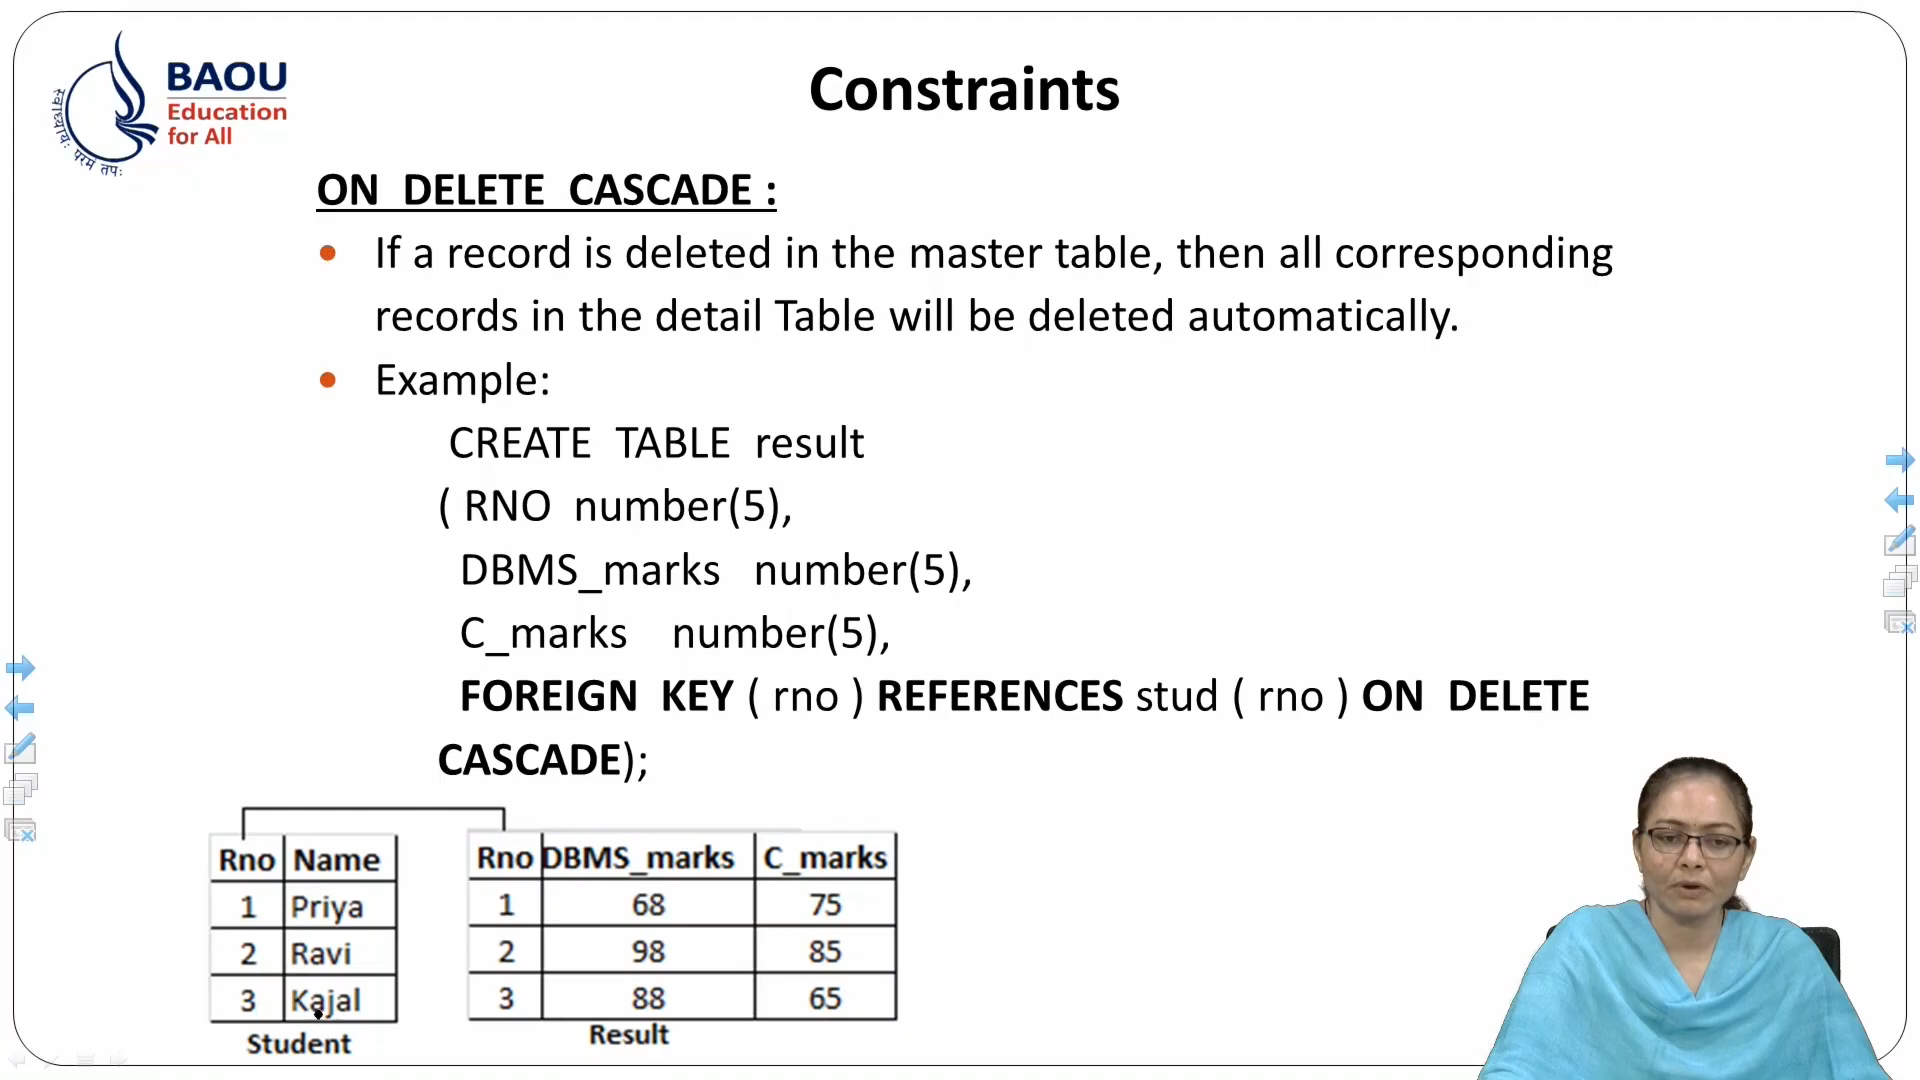 BAOU
Education
for All
स्वाध्यायः परमं तपः
Constraints
ON DELETE CASCADE :
• If a record is deleted in the master table, then all corresponding
records in the detail Table will be deleted automatically.
• Example:
CREATE TABLE result
( RNO number(5),
DBMS_marks number(5),
C_marks number(5),
FOREIGN KEY ( rno ) REFERENCES stud ( rno ) ON DELETE
CASCADE);
Rno Name
1 Priya
2 Ravi
3 Kajal
Student
Rno DBMS_marks C_marks
1 68 75
2 98 85
3 88 65
Result